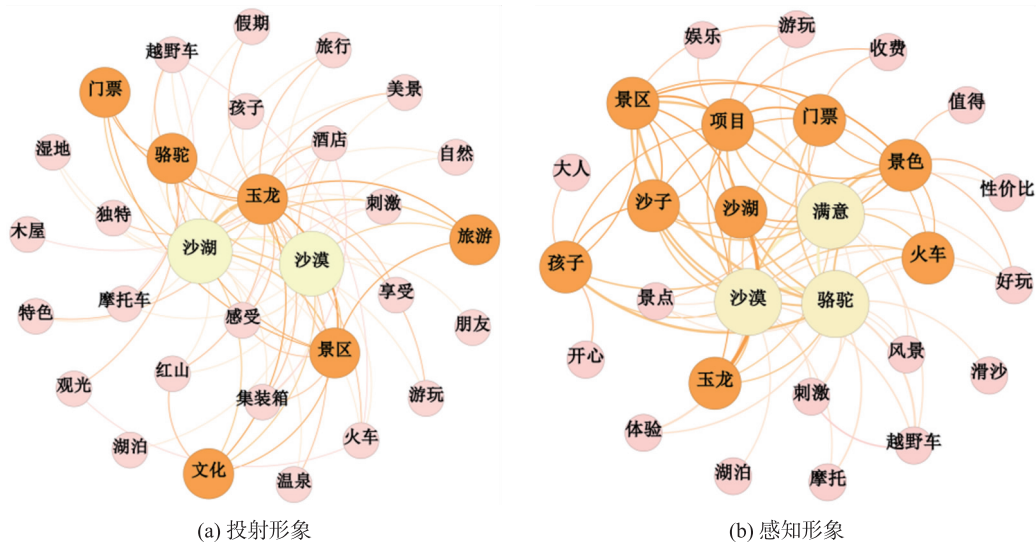 假期
越野车
旅行
门票
孩子
美景
湿地
骆驼
酒店
自然
独特
玉龙
刺激
木屋
沙湖
沙漠
旅游
特色
摩托车
感受
享受
朋友
红山
景区
观光
集装箱
游玩
湖泊
文化
火车
温泉
(a) 投射形象
娱乐
游玩
收费
景区
项目
门票
值得
大人
景色
沙子
沙湖
满意
性价比
孩子
火车
景点
沙漠
骆驼
好玩
开心
风景
玉龙
刺激
滑沙
体验
越野车
湖泊
摩托
(b) 感知形象